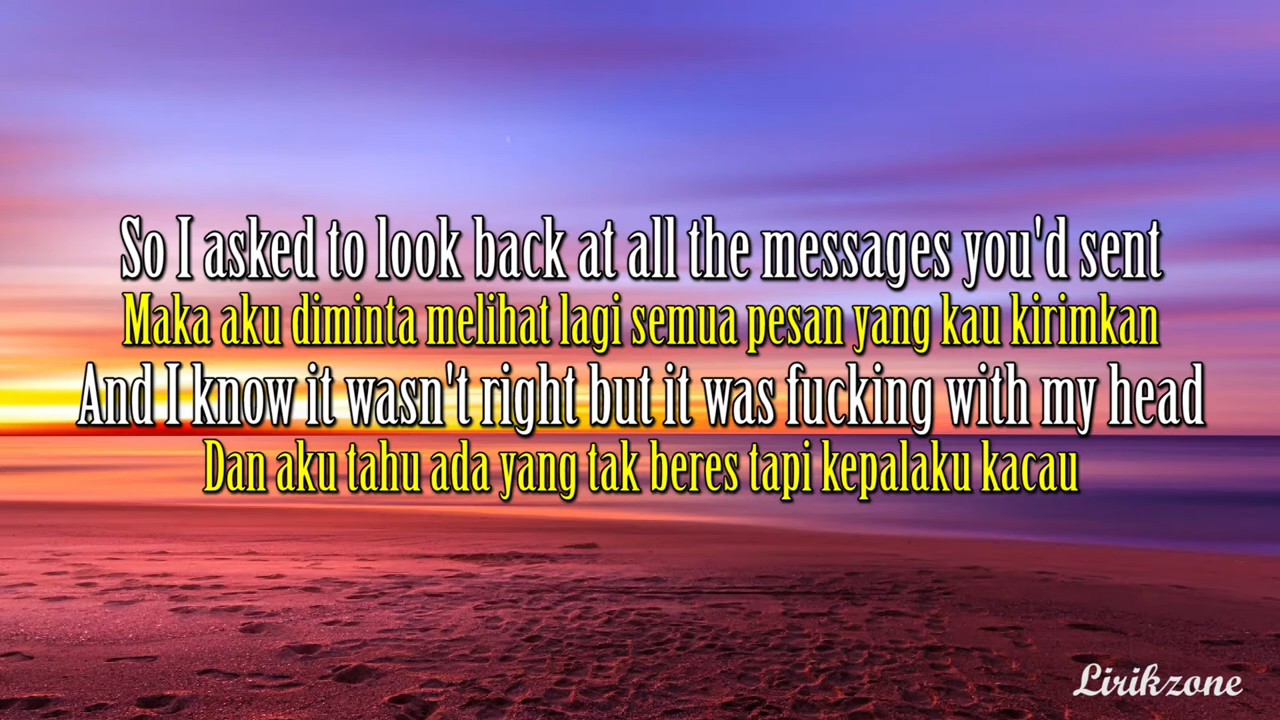 So I asked to look back at all the messages you'd sent
Maka aku diminta melihat lagi semua pesan yang kau kirimkan
And I know it wasn't right but it was fucking with my head
Dan aku tahu ada yang tak beres tapi kepalaku kacau
Lirikzone